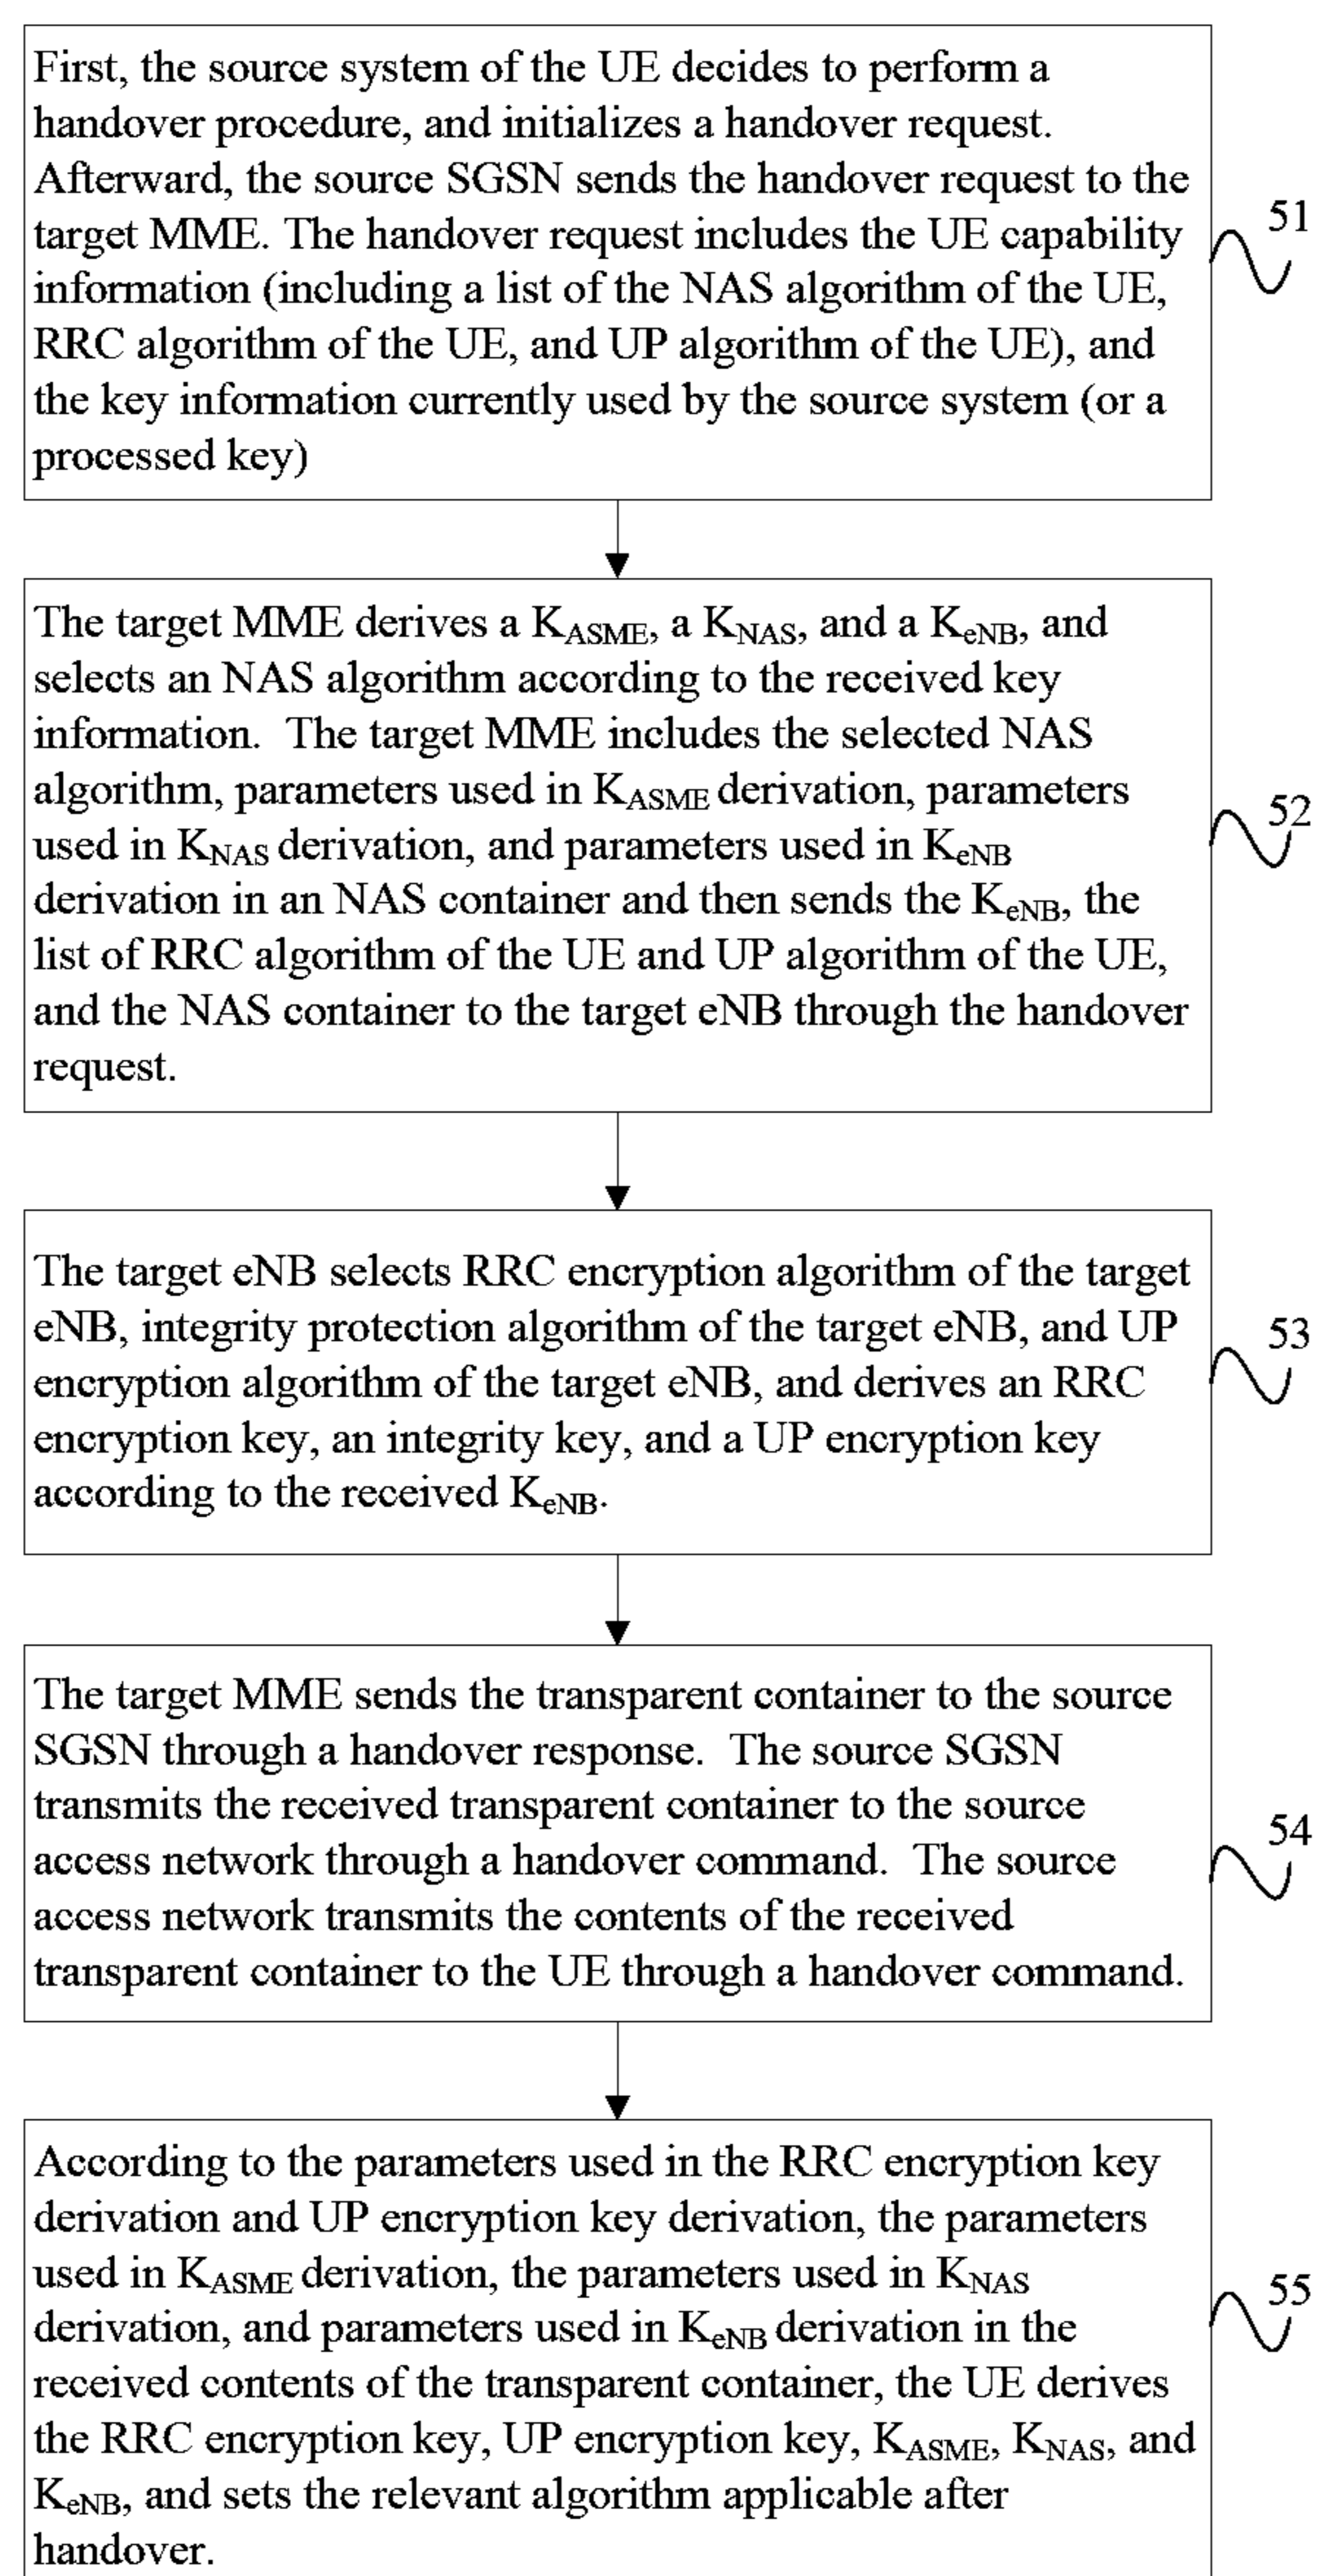 First, the source system of the UE decides to perform a
handover procedure, and initializes a handover request.
Afterward, the source SGSN sends the handover request to the
target MME. The handover request includes the UE capability
information (including a list of the NAS algorithm of the UE,
RRC algorithm of the UE, and UP algorithm of the UE), and
the key information currently used by the source system (or a
processed key)
51
The target MME derives a K_ASME, a K_NAS, and a K_eNB, and
selects an NAS algorithm according to the received key
information.  The target MME includes the selected NAS
algorithm, parameters used in K_ASME derivation, parameters
used in K_NAS derivation, and parameters used in K_eNB
derivation in an NAS container and then sends the K_eNB, the
list of RRC algorithm of the UE and UP algorithm of the UE,
and the NAS container to the target eNB through the handover
request.
52
The target eNB selects RRC encryption algorithm of the target
eNB, integrity protection algorithm of the target eNB, and UP
encryption algorithm of the target eNB, and derives an RRC
encryption key, an integrity key, and a UP encryption key
according to the received K_eNB.
53
The target MME sends the transparent container to the source
SGSN through a handover response.  The source SGSN
transmits the received transparent container to the source
access network through a handover command.  The source
access network transmits the contents of the received
transparent container to the UE through a handover command.
54
According to the parameters used in the RRC encryption key
derivation and UP encryption key derivation, the parameters
used in K_ASME derivation, the parameters used in K_NAS
derivation, and parameters used in K_eNB derivation in the
received contents of the transparent container, the UE derives
the RRC encryption key, UP encryption key, K_ASME, K_NAS, and
K_eNB, and sets the relevant algorithm applicable after
handover.
55